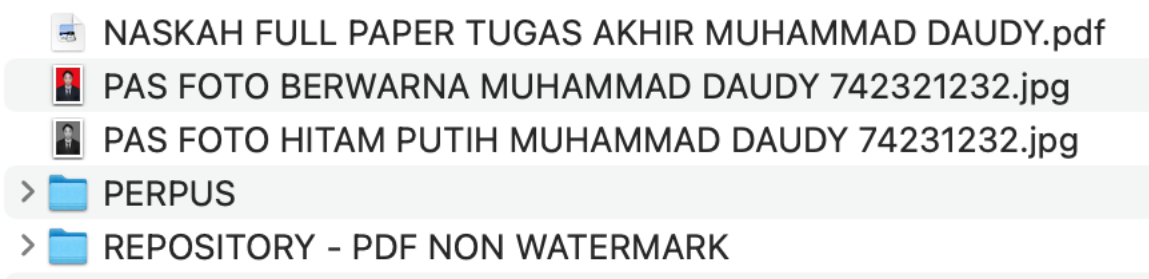 NASKAH FULL PAPER TUGAS AKHIR MUHAMMAD DAUDY.pdf
PAS FOTO BERWARNA MUHAMMAD DAUDY 742321232.jpg
PAS FOTO HITAM PUTIH MUHAMMAD DAUDY 74231232.jpg
PERPUS
REPOSITORY - PDF NON WATERMARK